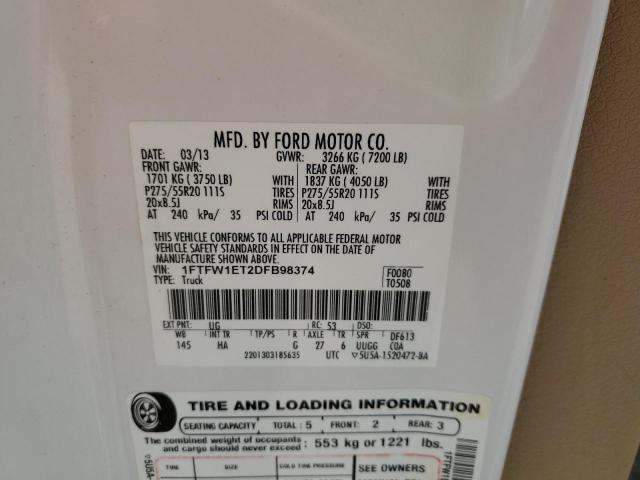 MFD. BY FORD MOTOR CO.
DATE: 03/13 GVWR: 3266 KG ( 7200 LB)
FRONT GAWR: REAR GAWR:
1701 KG ( 3750 LB) WITH 1837 KG ( 4050 LB) WITH
P275/55R20 111S TIRES P275/55R20 111S TIRES
20x8.5J RIMS 20x8.5J RIMS
AT 240 kPa/ 35 PSI COLD AT 240 kPa/ 35 PSI COLD
THIS VEHICLE CONFORMS TO ALL APPLICABLE FEDERAL MOTOR
VEHICLE SAFETY STANDARDS IN EFFECT ON THE DATE OF
MANUFACTURE SHOWN ABOVE.
VIN: 1FTFW1ET2DFB98374 F0080
TYPE: Truck T0508
EXT PNT: UG RC: 53 DSO:
WB INT TR TP/PS R AXLE TR SPR DF613
145 HA G 27 6 UUGG COA
2201303185635 UTC ▽5U5A-1520472-BA
TIRE AND LOADING INFORMATION
SEATING CAPACITY TOTAL: 5 FRONT: 2 REAR: 3
The combined weight of occupants
and cargo should never exceed: 553 kg or 1221 lbs.
TIRE SIZE COLD TIRE PRESSURE SEE OWNERS